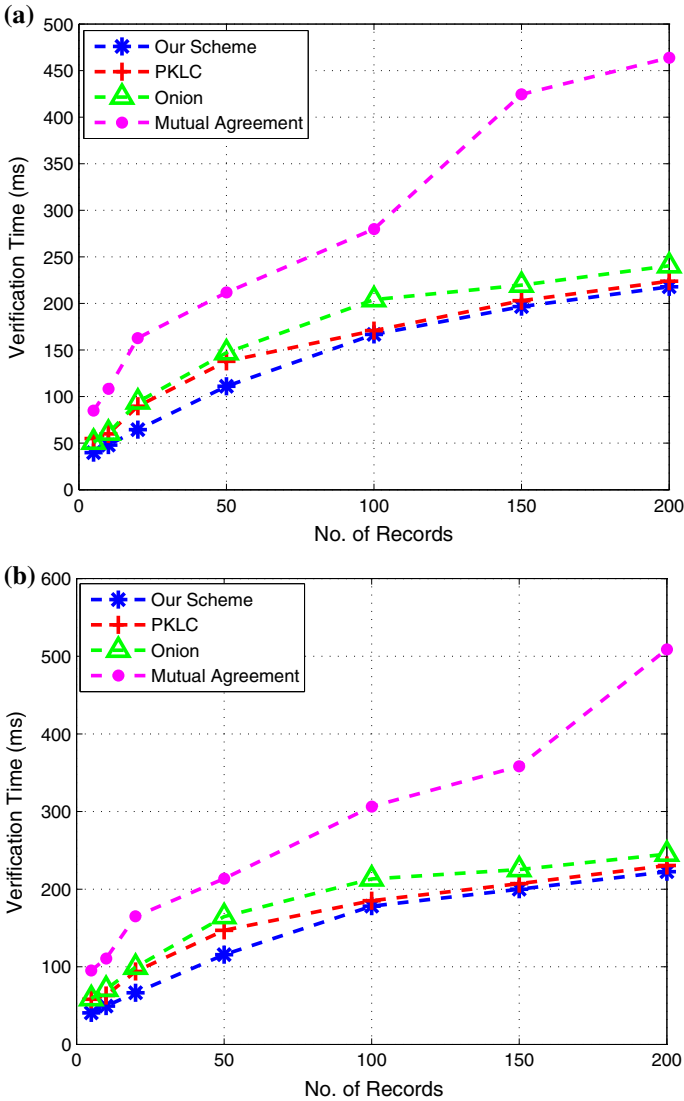 (a)
500
450
400
350
300
250
200
150
100
50
0
Verification Time (ms)
Our Scheme
PKLC
Onion
Mutual Agreement
0
50
100
150
200
No. of Records
(b)
600
500
400
300
200
100
0
Verification Time (ms)
Our Scheme
PKLC
Onion
Mutual Agreement
0
50
100
150
200
No. of Records